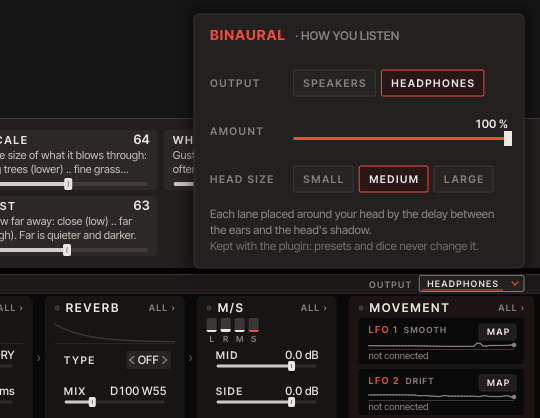 BINAURAL · HOW YOU LISTEN
OUTPUT SPEAKERS HEADPHONES
100 %
AMOUNT
HEAD SIZE SMALL MEDIUM LARGE
Each lane placed around your head by the delay between
the ears and the head's shadow.
Kept with the plugin: presets and dice never change it.
CALE 64
e size of what it blows through:
g trees (lower) .. fine grass...
WH
Gust
ofte
ST 63
w far away: close (low) .. far
gh). Far is quieter and darker.
OUTPUT HEADPHONES
ALL ›
REVERB ALL ›
M/S ALL ›
MOVEMENT ALL ›
L R M S
LFO 1 SMOOTH MAP
not connected
RY
TYPE < OFF >
MID 0.0 dB
LFO 2 DRIFT MAP
not connected
ms
MIX D100 W55
SIDE 0.0 dB